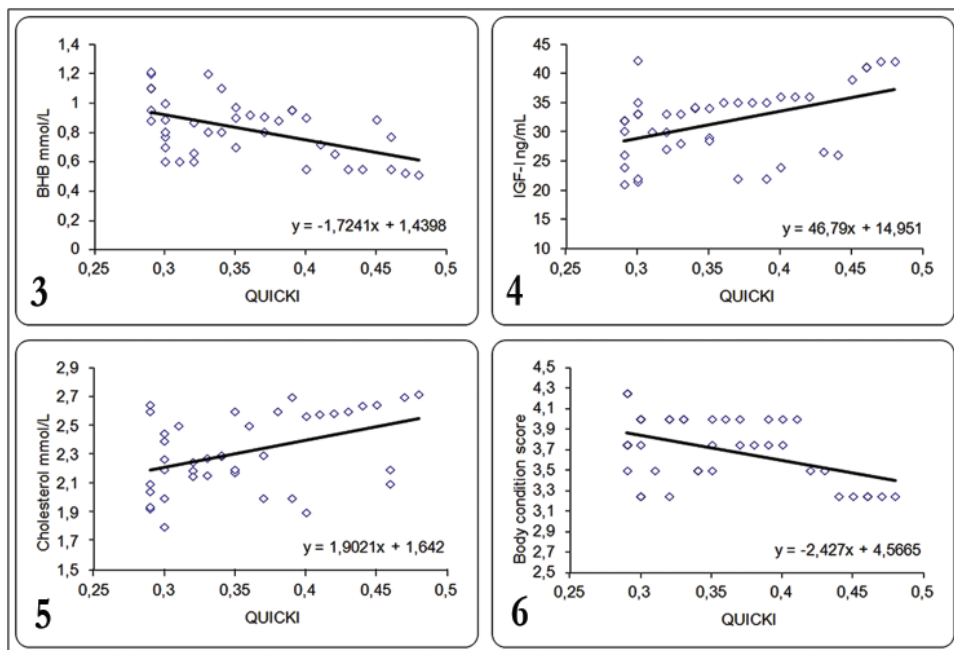 1,4
1,2
1
0,8
0,6
0,4
0,2
0
BHB mmol/L
y = -1,7241x + 1,4398
0,25 0,3 0,35 0,4 0,45 0,5
QUICKI
3
45
40
35
30
25
20
15
10
IGF-I ng/mL
y = 46,79x + 14,951
0,25 0,3 0,35 0,4 0,45 0,5
QUICKI
4
2,9
2,7
2,5
2,3
2,1
1,9
1,7
1,5
Cholesterol mmol/L
y = 1,9021x + 1,642
0,25 0,3 0,35 0,4 0,45 0,5
QUICKI
5
4,5
4,3
4,1
3,9
3,7
3,5
3,3
3,1
2,9
2,7
2,5
Body condition score
y = -2,427x + 4,5665
0,25 0,3 0,35 0,4 0,45 0,5
QUICKI
6